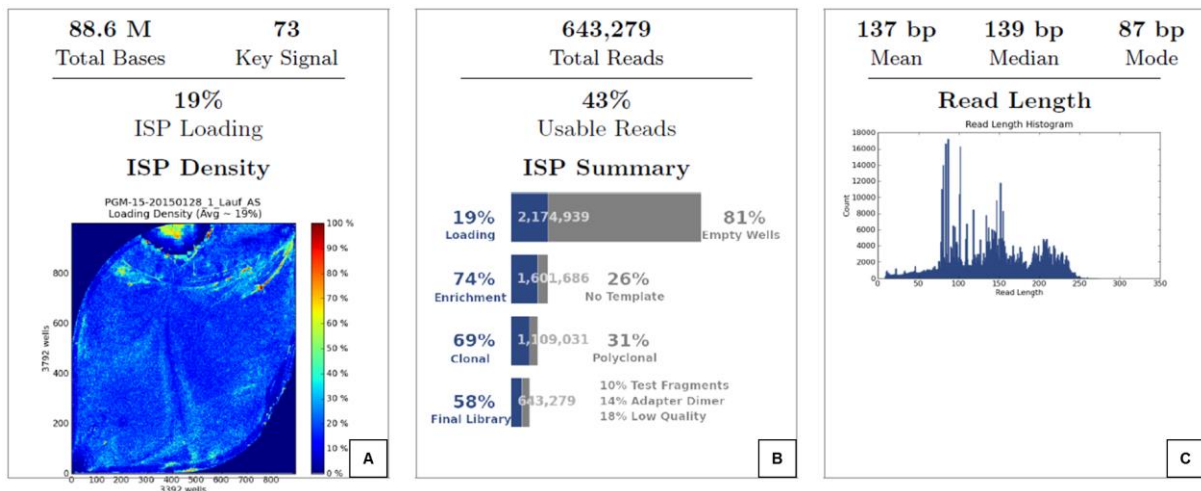 88.6 M
Total Bases
73
Key Signal
19%
ISP Loading
ISP Density
PGM-15-20150128_1_Lauf_AS
Loading Density (Avg ~ 19%)
100 %
90 %
80 %
70 %
60 %
50 %
40 %
30 %
20 %
10 %
0 %
800
600
400
200
0
3792 wells
0 100 200 300 400 500 600 700 800
3392 wells
A
643,279
Total Reads
43%
Usable Reads
ISP Summary
19%
Loading
2,174,939
81%
Empty Wells
74%
Enrichment
1,601,686
26%
No Template
69%
Clonal
1,109,031
31%
Polyclonal
58%
Final Library
643,279
10% Test Fragments
14% Adapter Dimer
18% Low Quality
B
137 bp
Mean
139 bp
Median
87 bp
Mode
Read Length
Read Length Histogram
18000
16000
14000
12000
10000
8000
6000
4000
2000
0
Count
0 50 100 150 200 250 300 350
Read Length
C